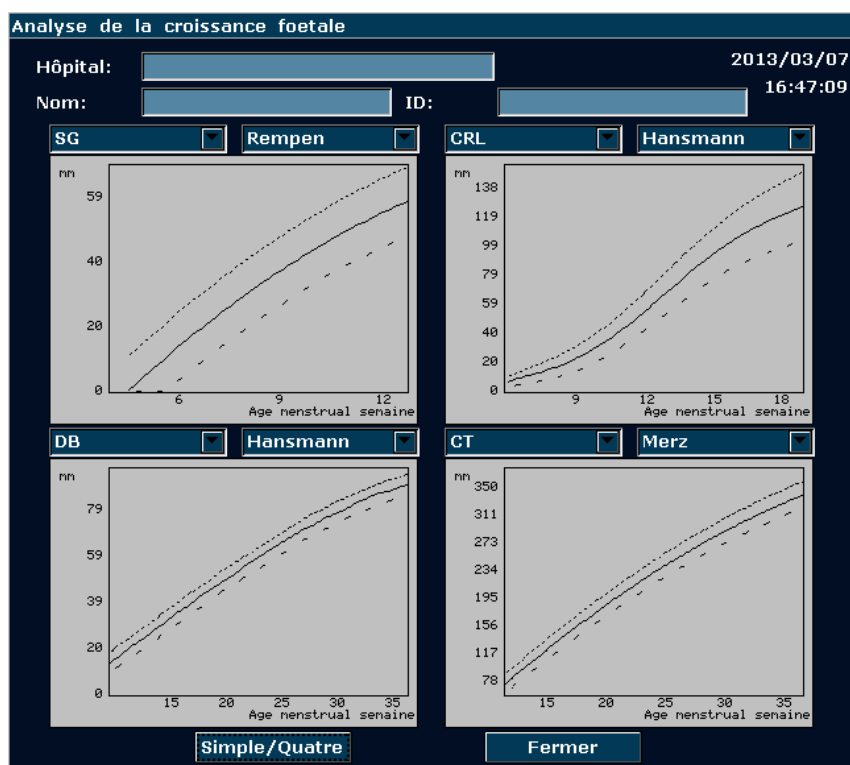 Analyse de la croissance foetale
Hôpital:
2013/03/07
16:47:09
Nom:
ID:
SG
Rempen
CRL
Hansmann
mm
59
40
20
0
6
9
12
Age menstrual semaine
mm
138
119
99
79
59
40
20
0
9
12
15
18
Age menstrual semaine
DB
Hansmann
CT
Merz
mm
79
59
39
20
0
15
20
25
30
35
Age menstrual semaine
mm
350
311
273
234
195
156
117
78
15
20
25
30
35
Age menstrual semaine
Simple/Quatre
Fermer